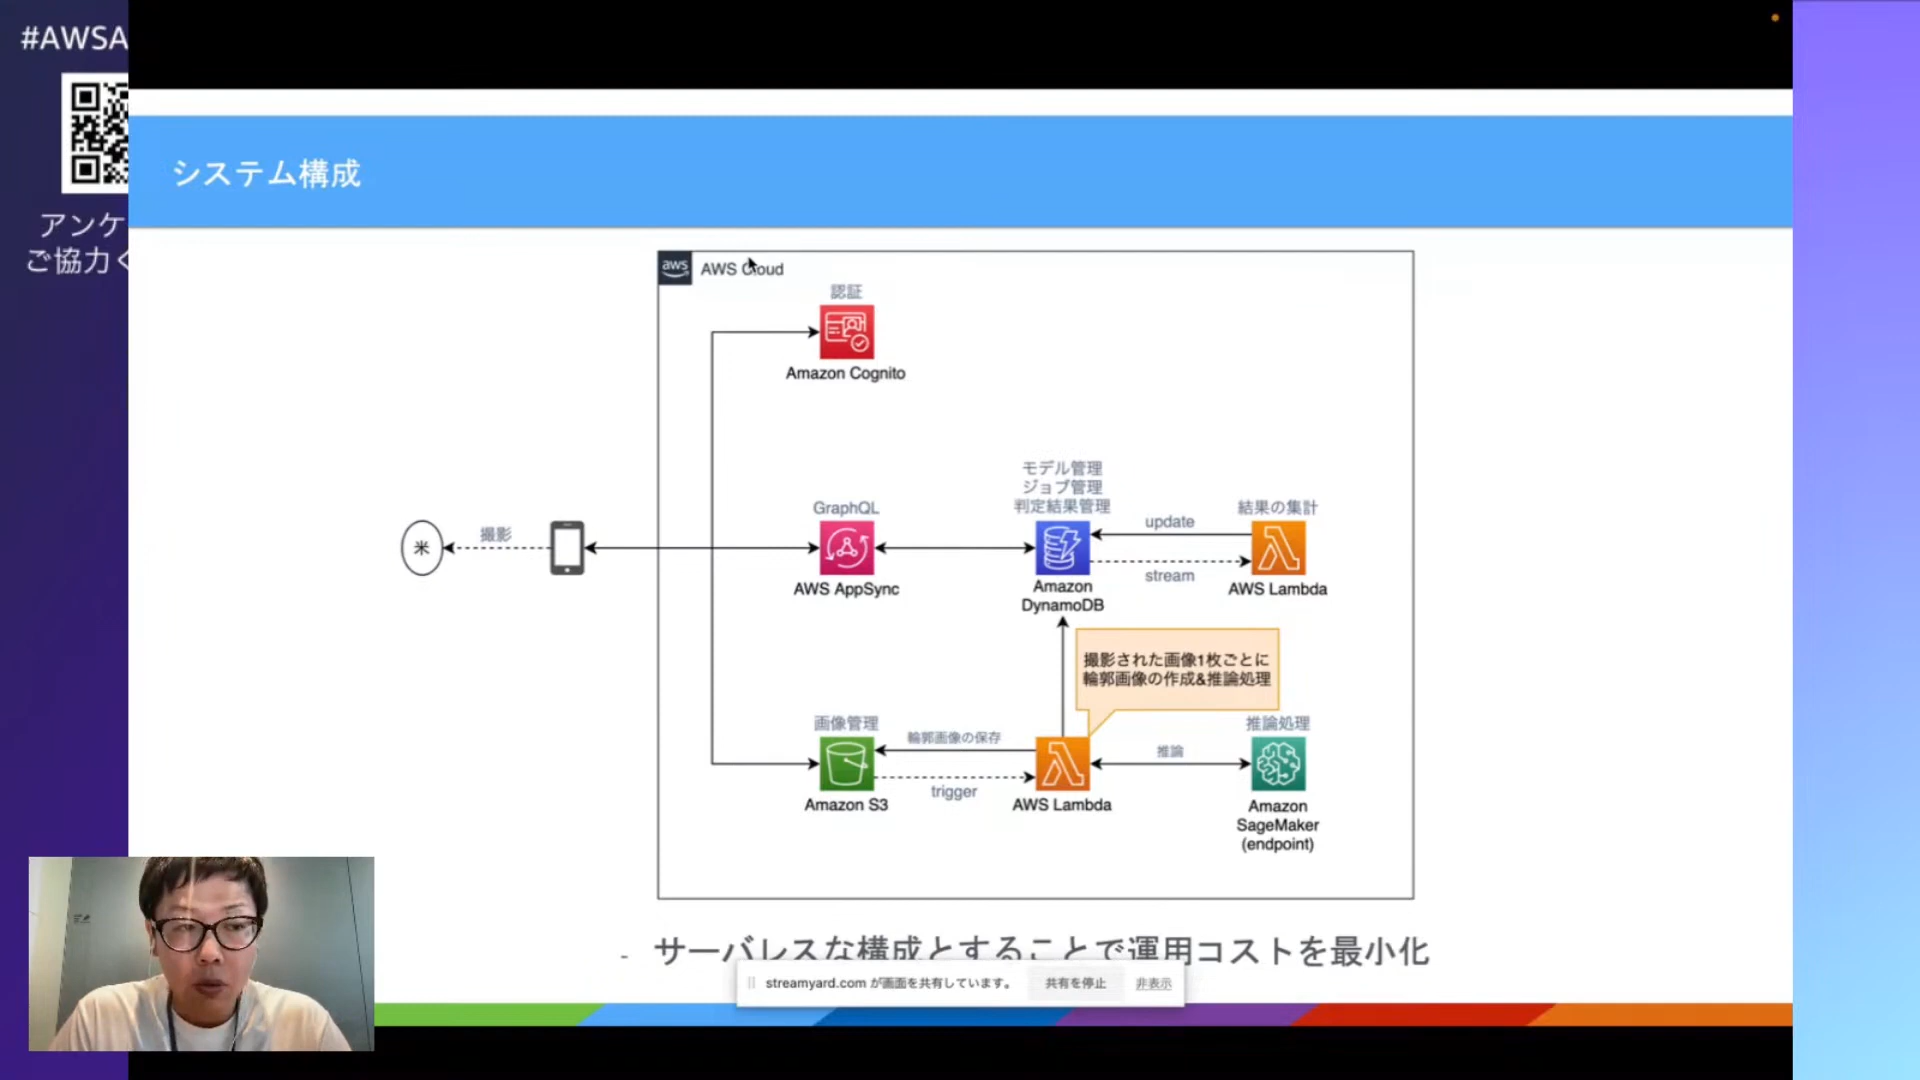 #AWSA
アンケ
ご協力く
システム構成
aws
AWS Cloud
認証
Amazon Cognito
モデル管理
ジョブ管理
判定結果管理
GraphQL
update
結果の集計
撮影
米
stream
AWS AppSync
Amazon
DynamoDB
AWS Lambda
撮影された画像1枚ごとに
輪郭画像の作成&推論処理
画像管理
輪郭画像の保存
推論
推論処理
trigger
Amazon S3
AWS Lambda
Amazon
SageMaker
(endpoint)
- サーバレスな構成とすることで運用コストを最小化
streamyard.com が画面を共有しています。
共有を停止
非表示